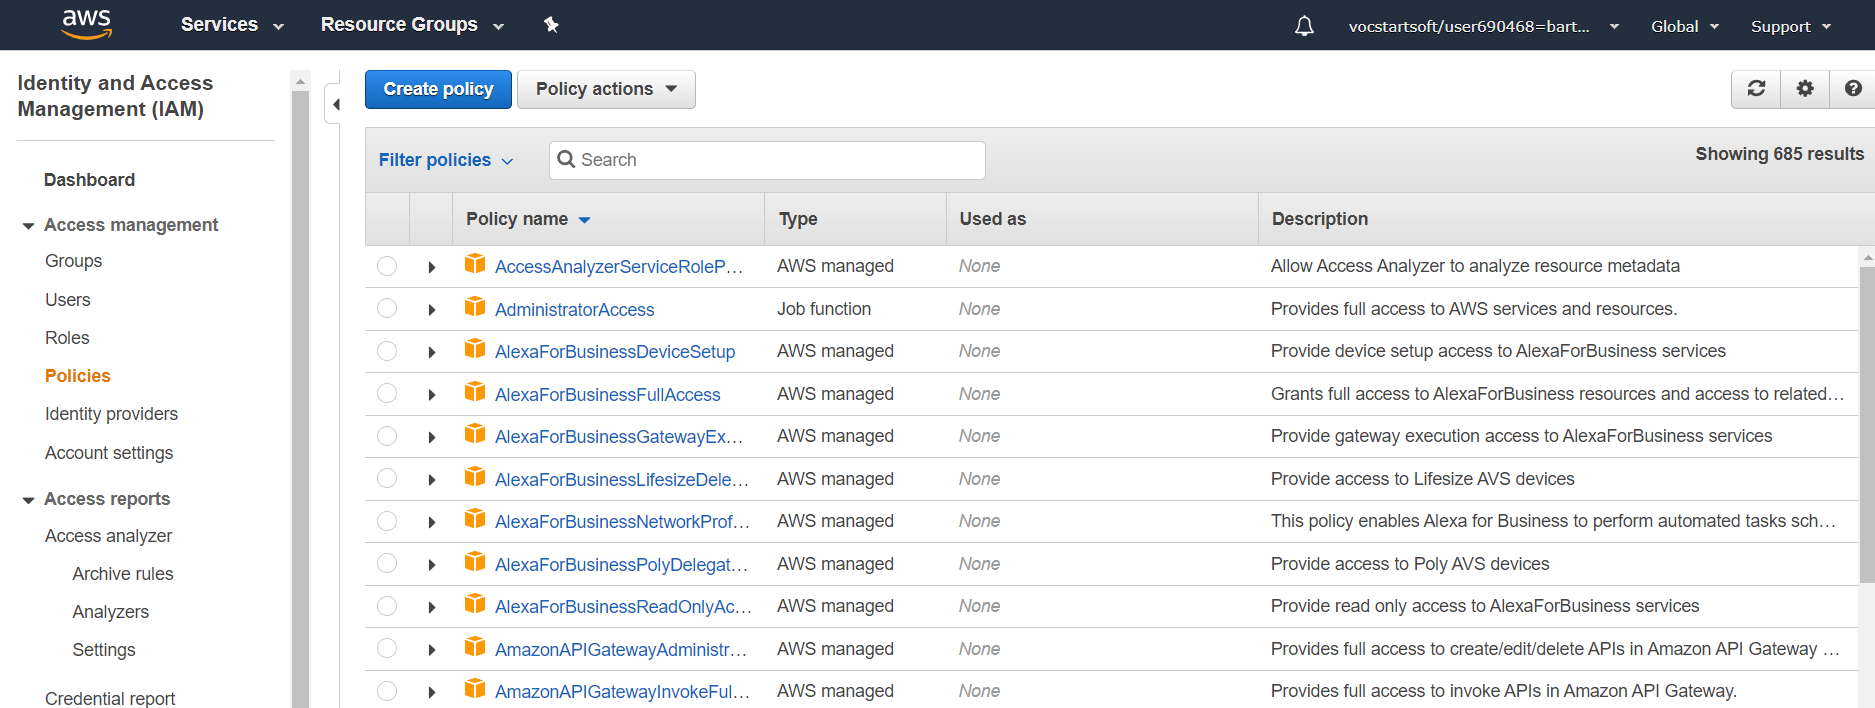 aws Services Resource Groups vocstartsoft/user690468=bart... Global Support
Identity and Access
Management (IAM)
Dashboard
Access management
Groups
Users
Roles
Policies
Identity providers
Account settings
Access reports
Access analyzer
Archive rules
Analyzers
Settings
Credential report
Create policy Policy actions
Filter policies Search Showing 685 results
Policy name Type Used as Description
AccessAnalyzerServiceRoleP... AWS managed None Allow Access Analyzer to analyze resource metadata
AdministratorAccess Job function None Provides full access to AWS services and resources.
AlexaForBusinessDeviceSetup AWS managed None Provide device setup access to AlexaForBusiness services
AlexaForBusinessFullAccess AWS managed None Grants full access to AlexaForBusiness resources and access to related...
AlexaForBusinessGatewayEx... AWS managed None Provide gateway execution access to AlexaForBusiness services
AlexaForBusinessLifesizeDele... AWS managed None Provide access to Lifesize AVS devices
AlexaForBusinessNetworkProf... AWS managed None This policy enables Alexa for Business to perform automated tasks sch...
AlexaForBusinessPolyDelegat... AWS managed None Provide access to Poly AVS devices
AlexaForBusinessReadOnlyAc... AWS managed None Provide read only access to AlexaForBusiness services
AmazonAPIGatewayAdministr... AWS managed None Provides full access to create/edit/delete APIs in Amazon API Gateway ...
AmazonAPIGatewayInvokeFul... AWS managed None Provides full access to invoke APIs in Amazon API Gateway.